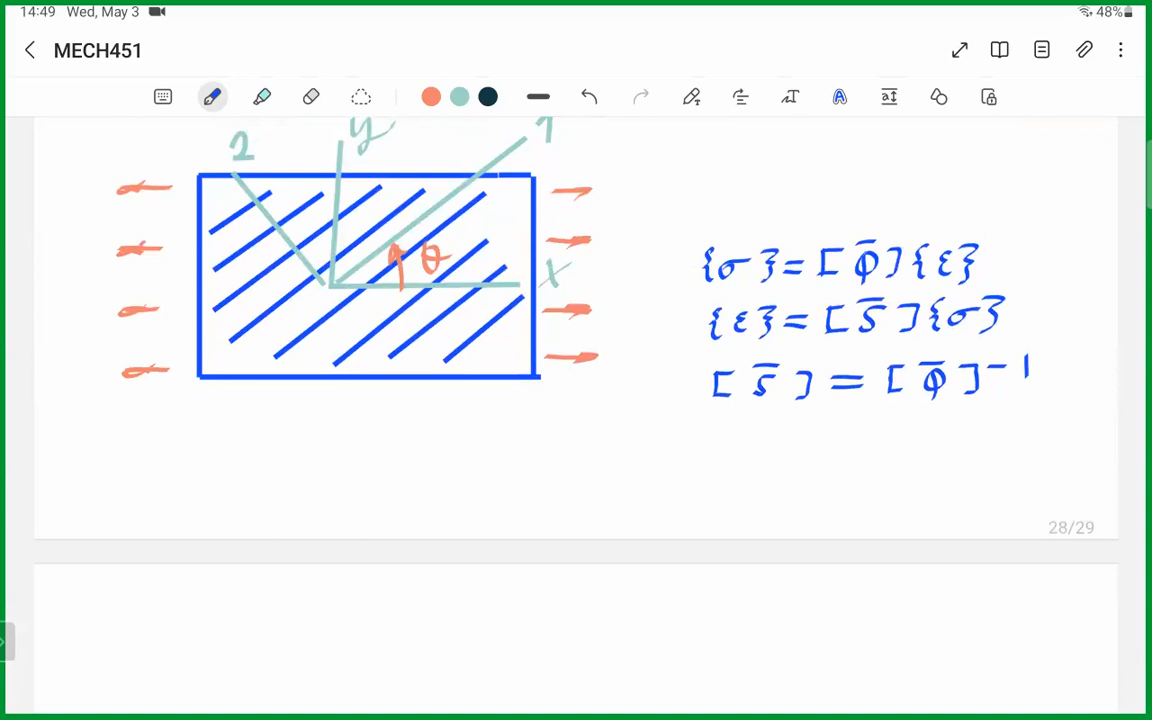 14:49 Wed, May 3
48%
MECH451
2
y
1
θ
x
{σ} = [Q̄]{ε}
{ε} = [S̄]{σ}
[S̄] = [Q̄]-1
28/29